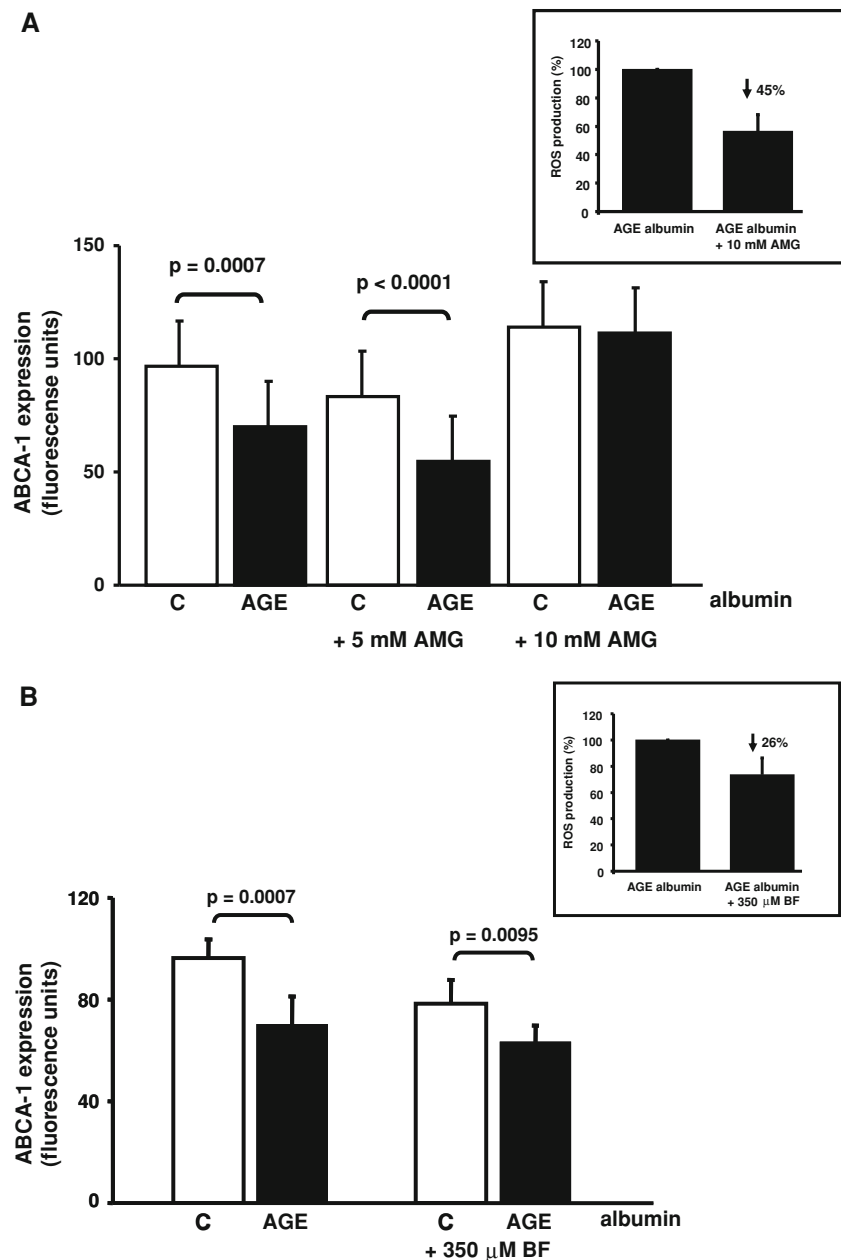 A
120
100
80
60
40
20
0
ROS production (%)
45%
AGE albumin
AGE albumin
+ 10 mM AMG
150
100
50
0
ABCA-1 expression
(fluorescense units)
p = 0.0007
p < 0.0001
C AGE C AGE C AGE albumin
+ 5 mM AMG + 10 mM AMG
B
120
100
80
60
40
20
0
ROS production (%)
26%
AGE albumin
AGE albumin
+ 350 μM BF
120
80
40
0
ABCA-1 expression
(fluorescence units)
p = 0.0007
p = 0.0095
C AGE C AGE albumin
+ 350 μM BF